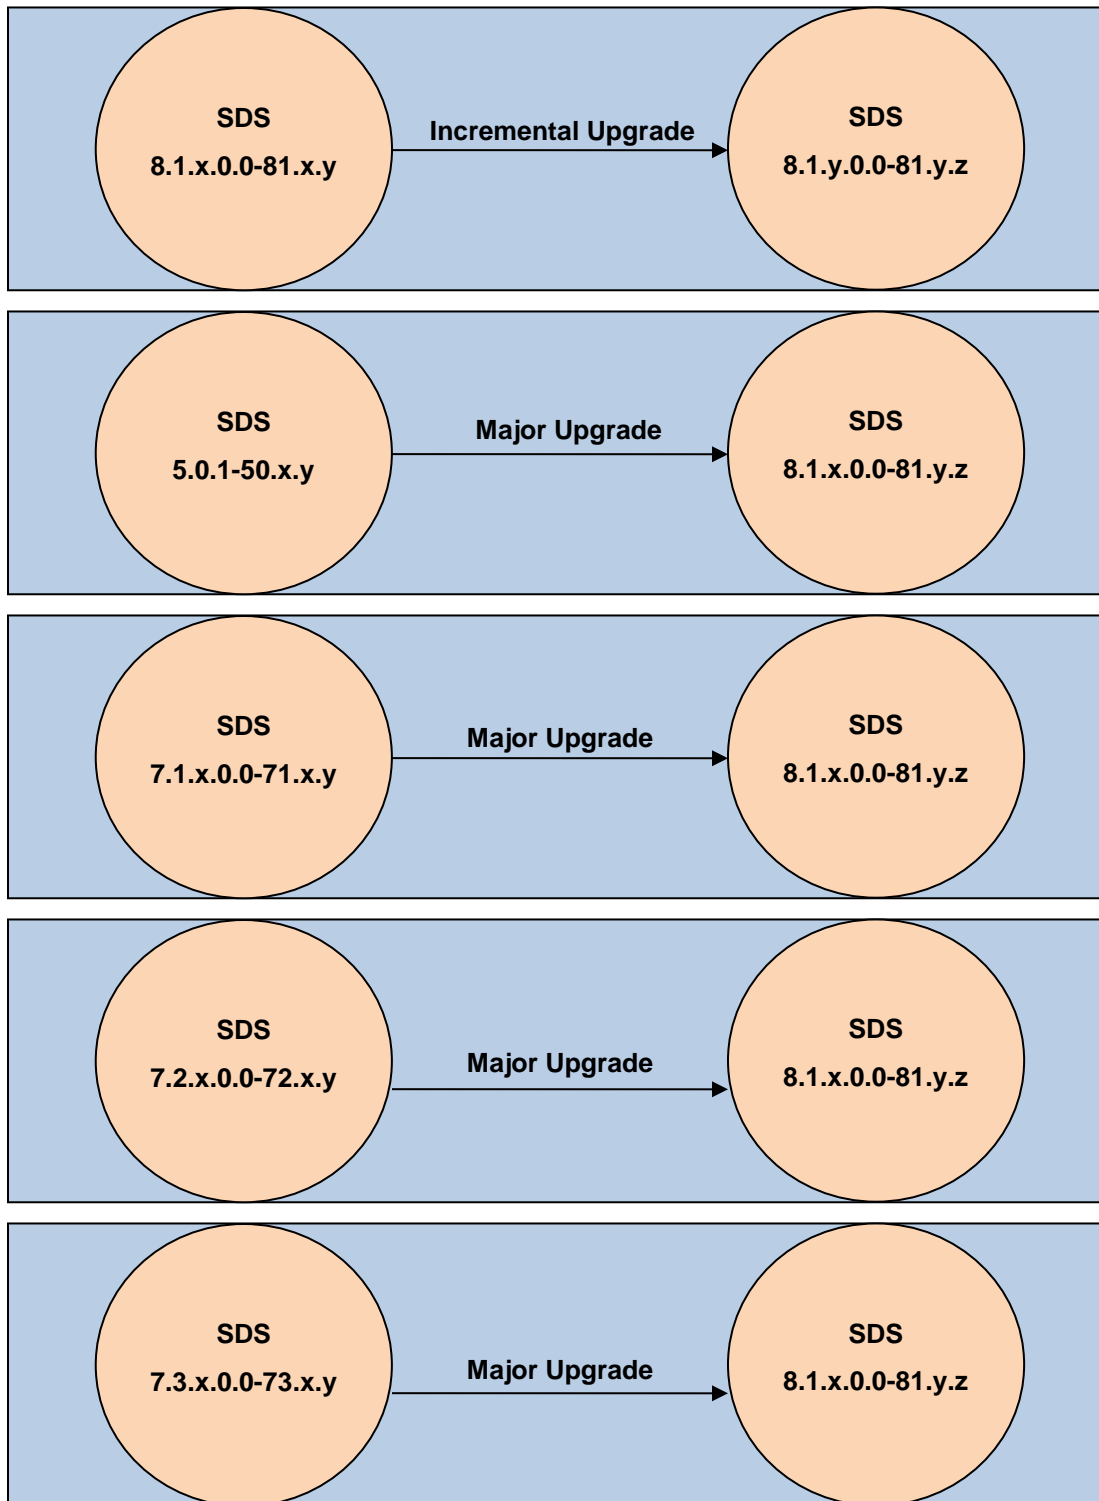 SDS
8.1.x.0.0-81.x.y
Incremental Upgrade
SDS
8.1.y.0.0-81.y.z
SDS
5.0.1-50.x.y
Major Upgrade
SDS
8.1.x.0.0-81.y.z
SDS
7.1.x.0.0-71.x.y
Major Upgrade
SDS
8.1.x.0.0-81.y.z
SDS
7.2.x.0.0-72.x.y
Major Upgrade
SDS
8.1.x.0.0-81.y.z
SDS
7.3.x.0.0-73.x.y
Major Upgrade
SDS
8.1.x.0.0-81.y.z